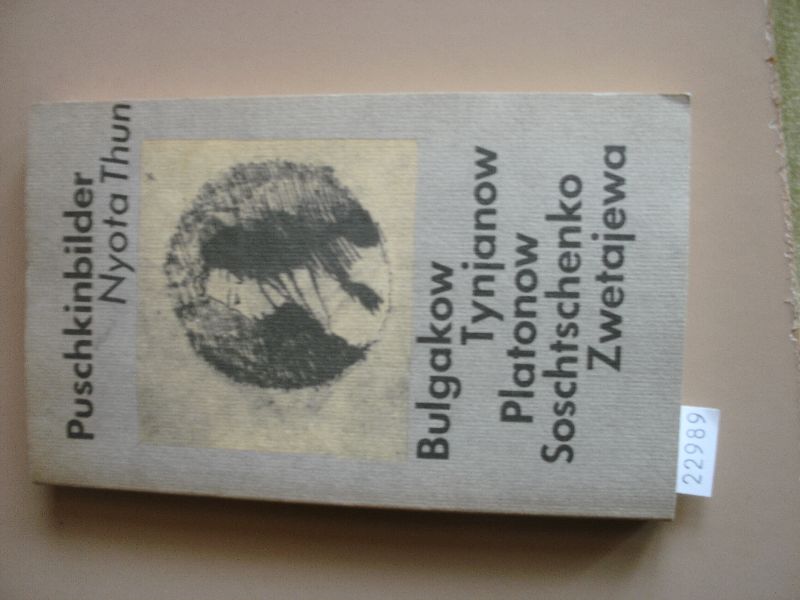 Puschkinbilder
Nyota Thun
Bulgakow
Tynjanow
Platonow
Soschtschenko
Zwetajewa
22989